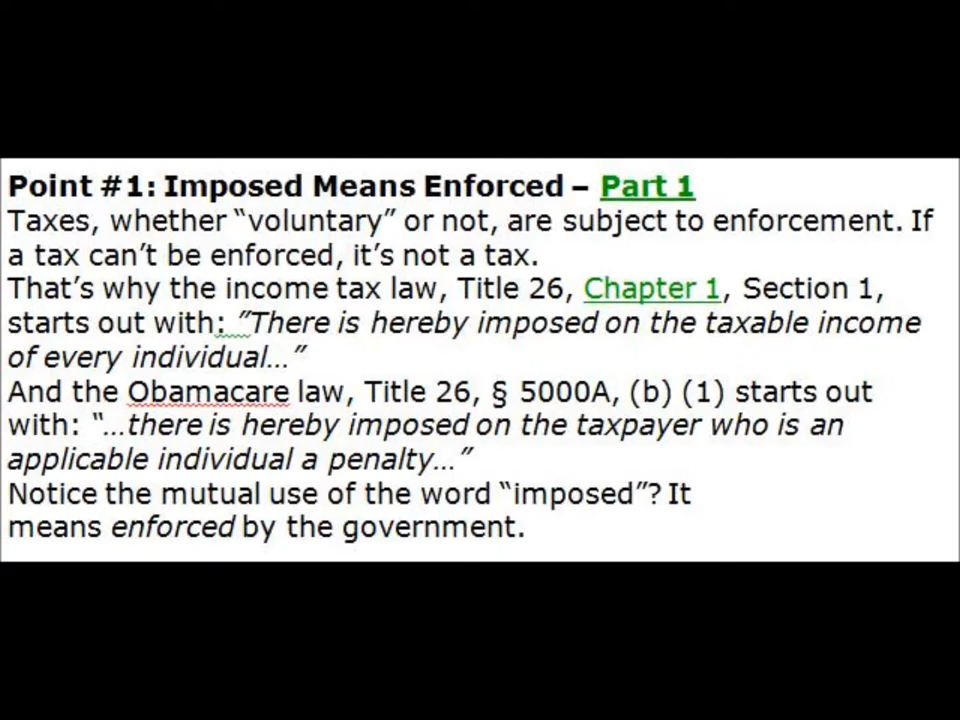 Point #1: Imposed Means Enforced – Part 1
Taxes, whether “voluntary” or not, are subject to enforcement. If
a tax can’t be enforced, it’s not a tax.
That’s why the income tax law, Title 26, Chapter 1, Section 1,
starts out with: ”There is hereby imposed on the taxable income
of every individual…”
And the Obamacare law, Title 26, § 5000A, (b) (1) starts out
with: “…there is hereby imposed on the taxpayer who is an
applicable individual a penalty…”
Notice the mutual use of the word “imposed”? It
means enforced by the government.